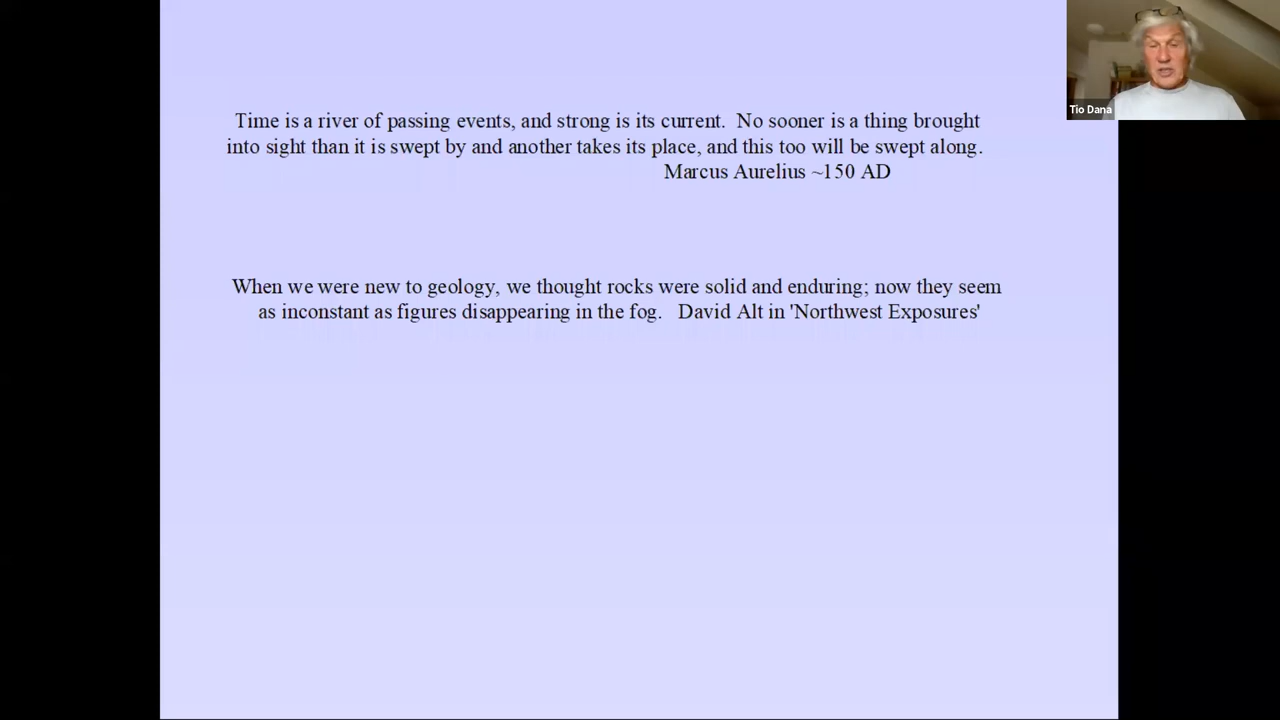 Time is a river of passing events, and strong is its current.  No sooner is a thing brought
into sight than it is swept by and another takes its place, and this too will be swept along.
Marcus Aurelius ~150 AD
When we were new to geology, we thought rocks were solid and enduring; now they seem
as inconstant as figures disappearing in the fog.   David Alt in 'Northwest Exposures'
Tio Dana